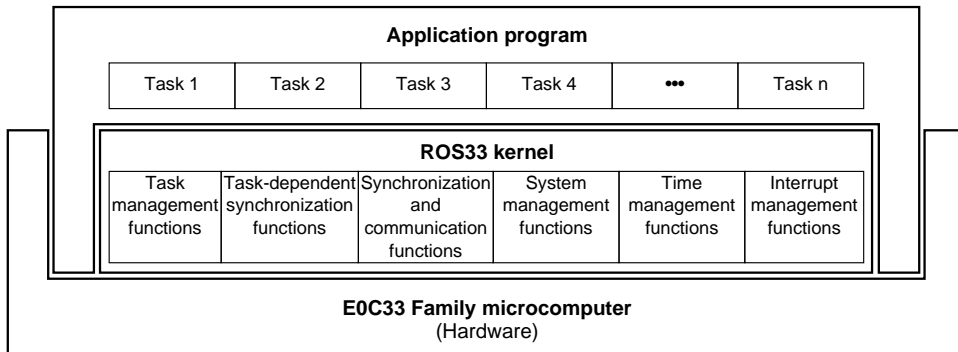 Application program
Task 1 Task 2 Task 3 Task 4 ••• Task n
ROS33 kernel
Task management functions
Task-dependent synchronization functions
Synchronization and communication functions
System management functions
Time management functions
Interrupt management functions
E0C33 Family microcomputer
(Hardware)